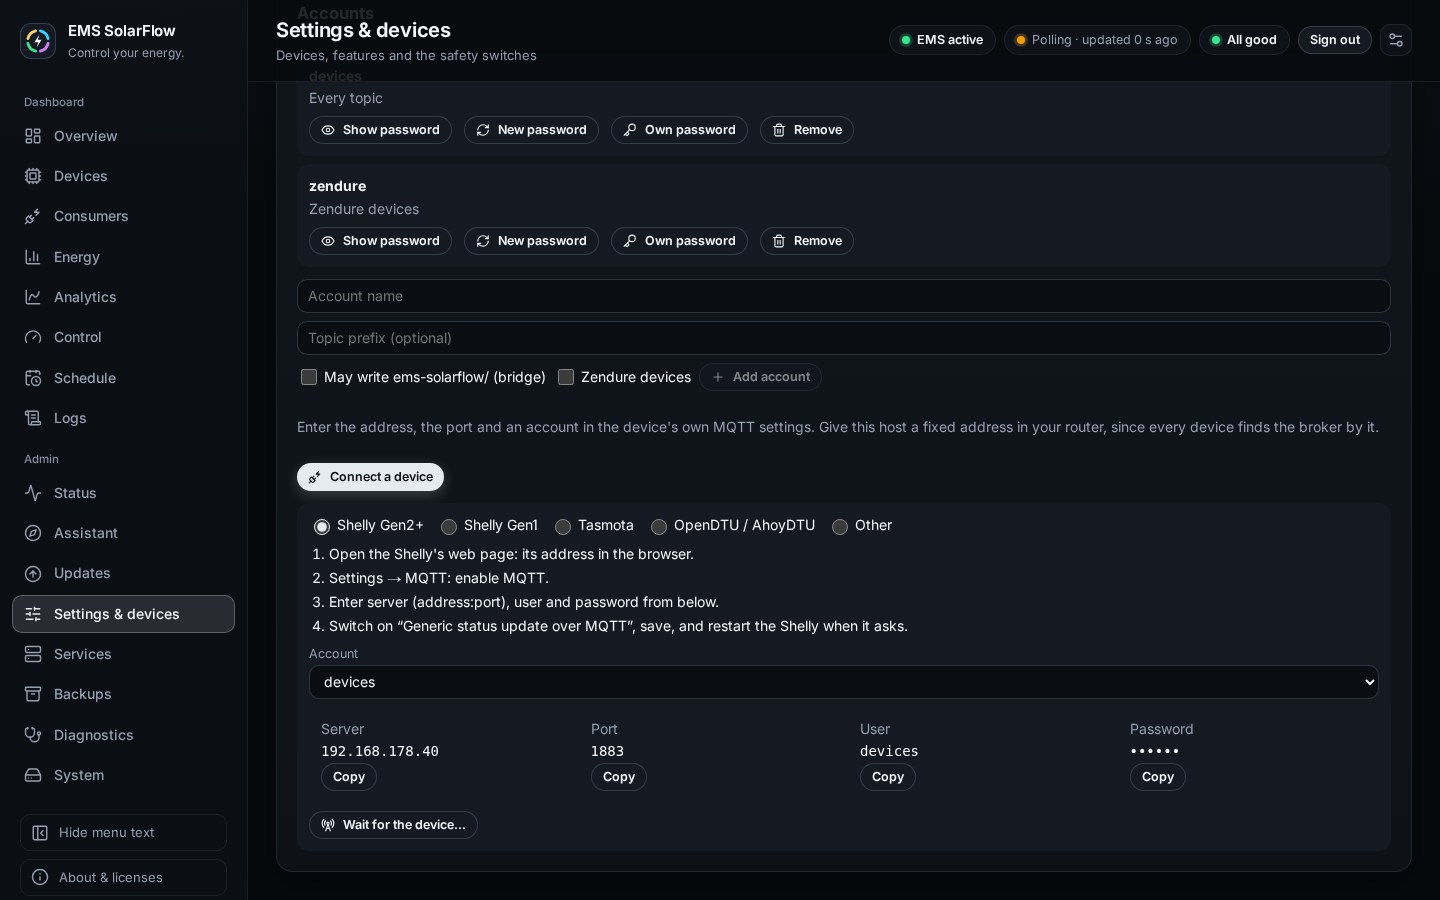 EMS SolarFlow
Control your energy.
Dashboard
Overview
Devices
Consumers
Energy
Analytics
Control
Schedule
Logs
Admin
Status
Assistant
Updates
Settings & devices
Services
Backups
Diagnostics
System
Hide menu text
About & licenses
Accounts
Settings & devices
Devices, features and the safety switches
EMS active
Polling · updated 0 s ago
All good
Sign out
devices
Every topic
Show password New password Own password Remove
zendure
Zendure devices
Show password New password Own password Remove
Account name
Topic prefix (optional)
May write ems-solarflow/ (bridge) Zendure devices Add account
Enter the address, the port and an account in the device's own MQTT settings. Give this host a fixed address in your router, since every device finds the broker by it.
Connect a device
Shelly Gen2+ Shelly Gen1 Tasmota OpenDTU / AhoyDTU Other
1. Open the Shelly's web page: its address in the browser.
2. Settings → MQTT: enable MQTT.
3. Enter server (address:port), user and password from below.
4. Switch on “Generic status update over MQTT”, save, and restart the Shelly when it asks.
Account
devices
Server Port User Password
192.168.178.40 1883 devices ••••••
Copy Copy Copy Copy
Wait for the device...